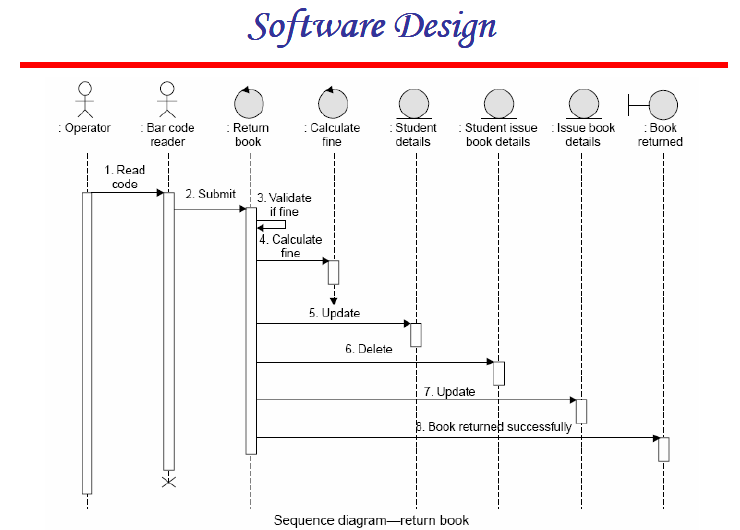 Software Design
: Operator
: Bar code
reader
: Return
book
: Calculate
fine
: Student
details
: Student issue
book details
: Issue book
details
: Book
returned
1. Read
code
2. Submit
3. Validate
if fine
4. Calculate
fine
5. Update
6. Delete
7. Update
8. Book returned successfully
Sequence diagram—return book